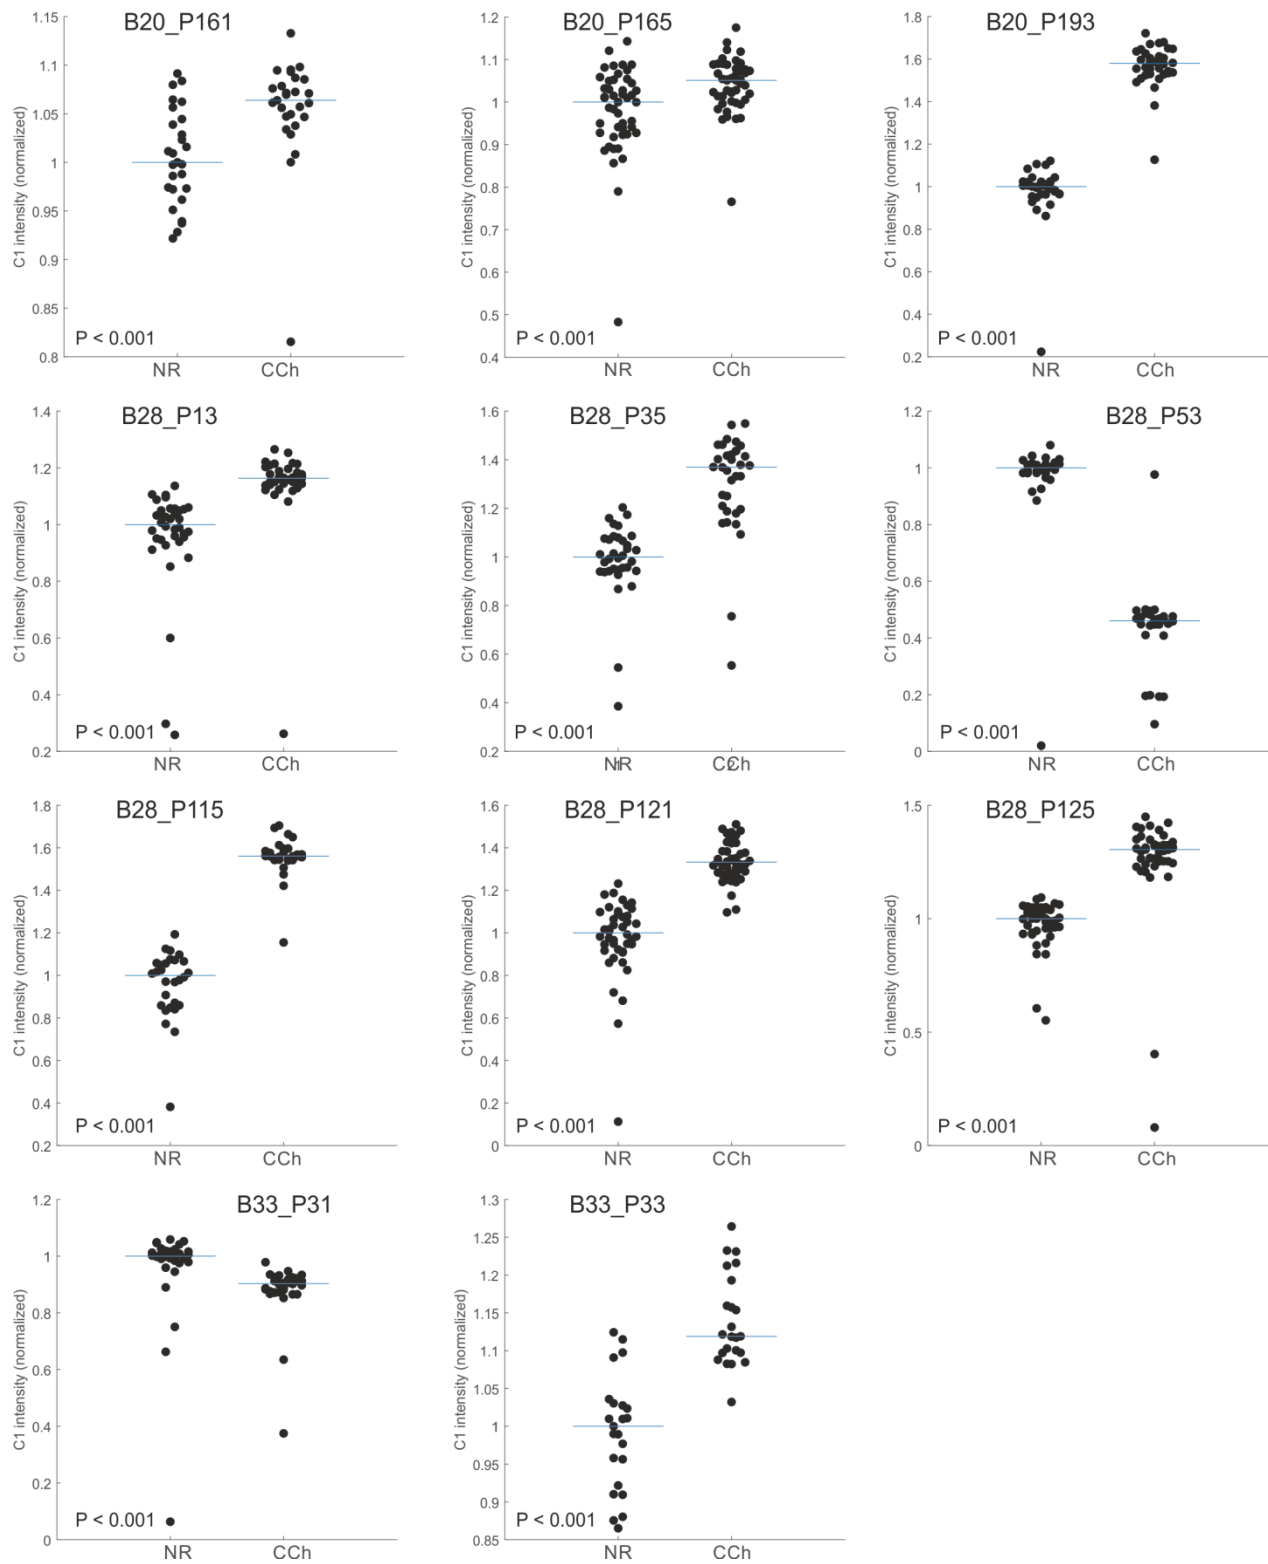 B20_P161
C1 intensity (normalized)
1.15
1.1
1.05
1
0.95
0.9
0.85
0.8
P < 0.001
NR CCh
B20_P165
C1 intensity (normalized)
1.2
1.1
1
0.9
0.8
0.7
0.6
0.5
0.4
P < 0.001
NR CCh
B20_P193
C1 intensity (normalized)
1.8
1.6
1.4
1.2
1
0.8
0.6
0.4
0.2
P < 0.001
NR CCh
B28_P13
C1 intensity (normalized)
1.4
1.2
1
0.8
0.6
0.4
0.2
P < 0.001
NR CCh
B28_P35
C1 intensity (normalized)
1.6
1.4
1.2
1
0.8
0.6
0.4
0.2
P < 0.001
NR CCh
1 2
B28_P53
C1 intensity (normalized)
1.2
1
0.8
0.6
0.4
0.2
0
P < 0.001
NR CCh
B28_P115
C1 intensity (normalized)
1.8
1.6
1.4
1.2
1
0.8
0.6
0.4
0.2
P < 0.001
NR CCh
B28_P121
C1 intensity (normalized)
1.6
1.4
1.2
1
0.8
0.6
0.4
0.2
0
P < 0.001
NR CCh
B28_P125
C1 intensity (normalized)
1.5
1
0.5
0
P < 0.001
NR CCh
B33_P31
C1 intensity (normalized)
1.2
1
0.8
0.6
0.4
0.2
0
P < 0.001
NR CCh
B33_P33
C1 intensity (normalized)
1.3
1.25
1.2
1.15
1.1
1.05
1
0.95
0.9
0.85
P < 0.001
NR CCh